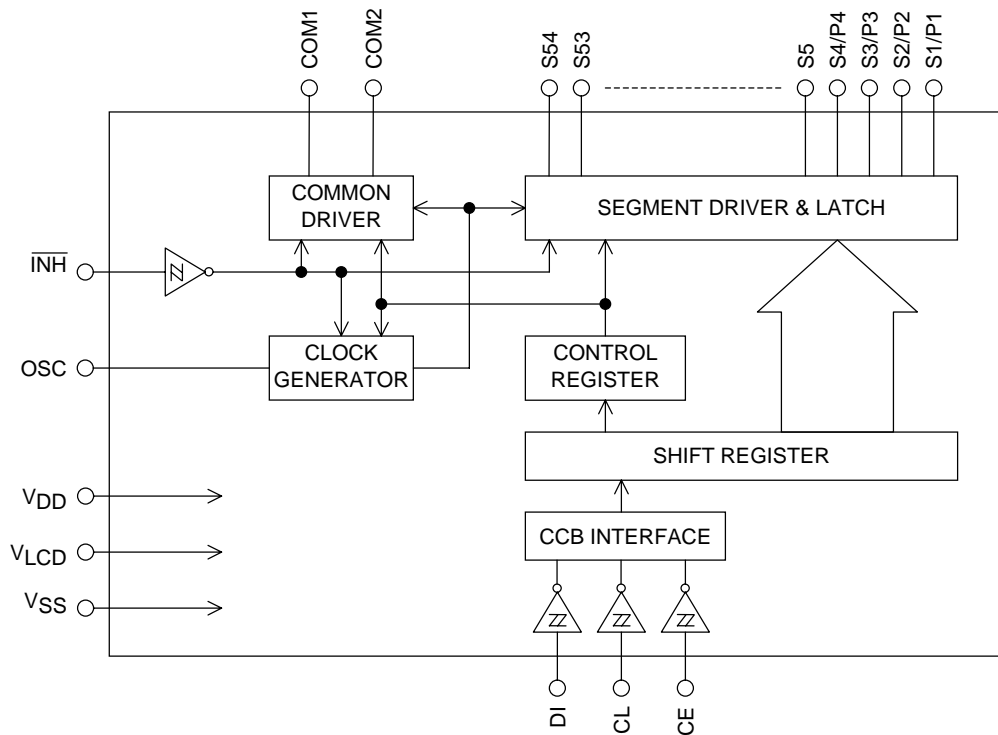 COM1
COM2
S54
S53
S5
S4/P4
S3/P3
S2/P2
S1/P1
COMMON
DRIVER
SEGMENT DRIVER & LATCH
INH
OSC
CLOCK
GENERATOR
CONTROL
REGISTER
SHIFT REGISTER
VDD
CCB INTERFACE
VLCD
VSS
DI
CL
CE